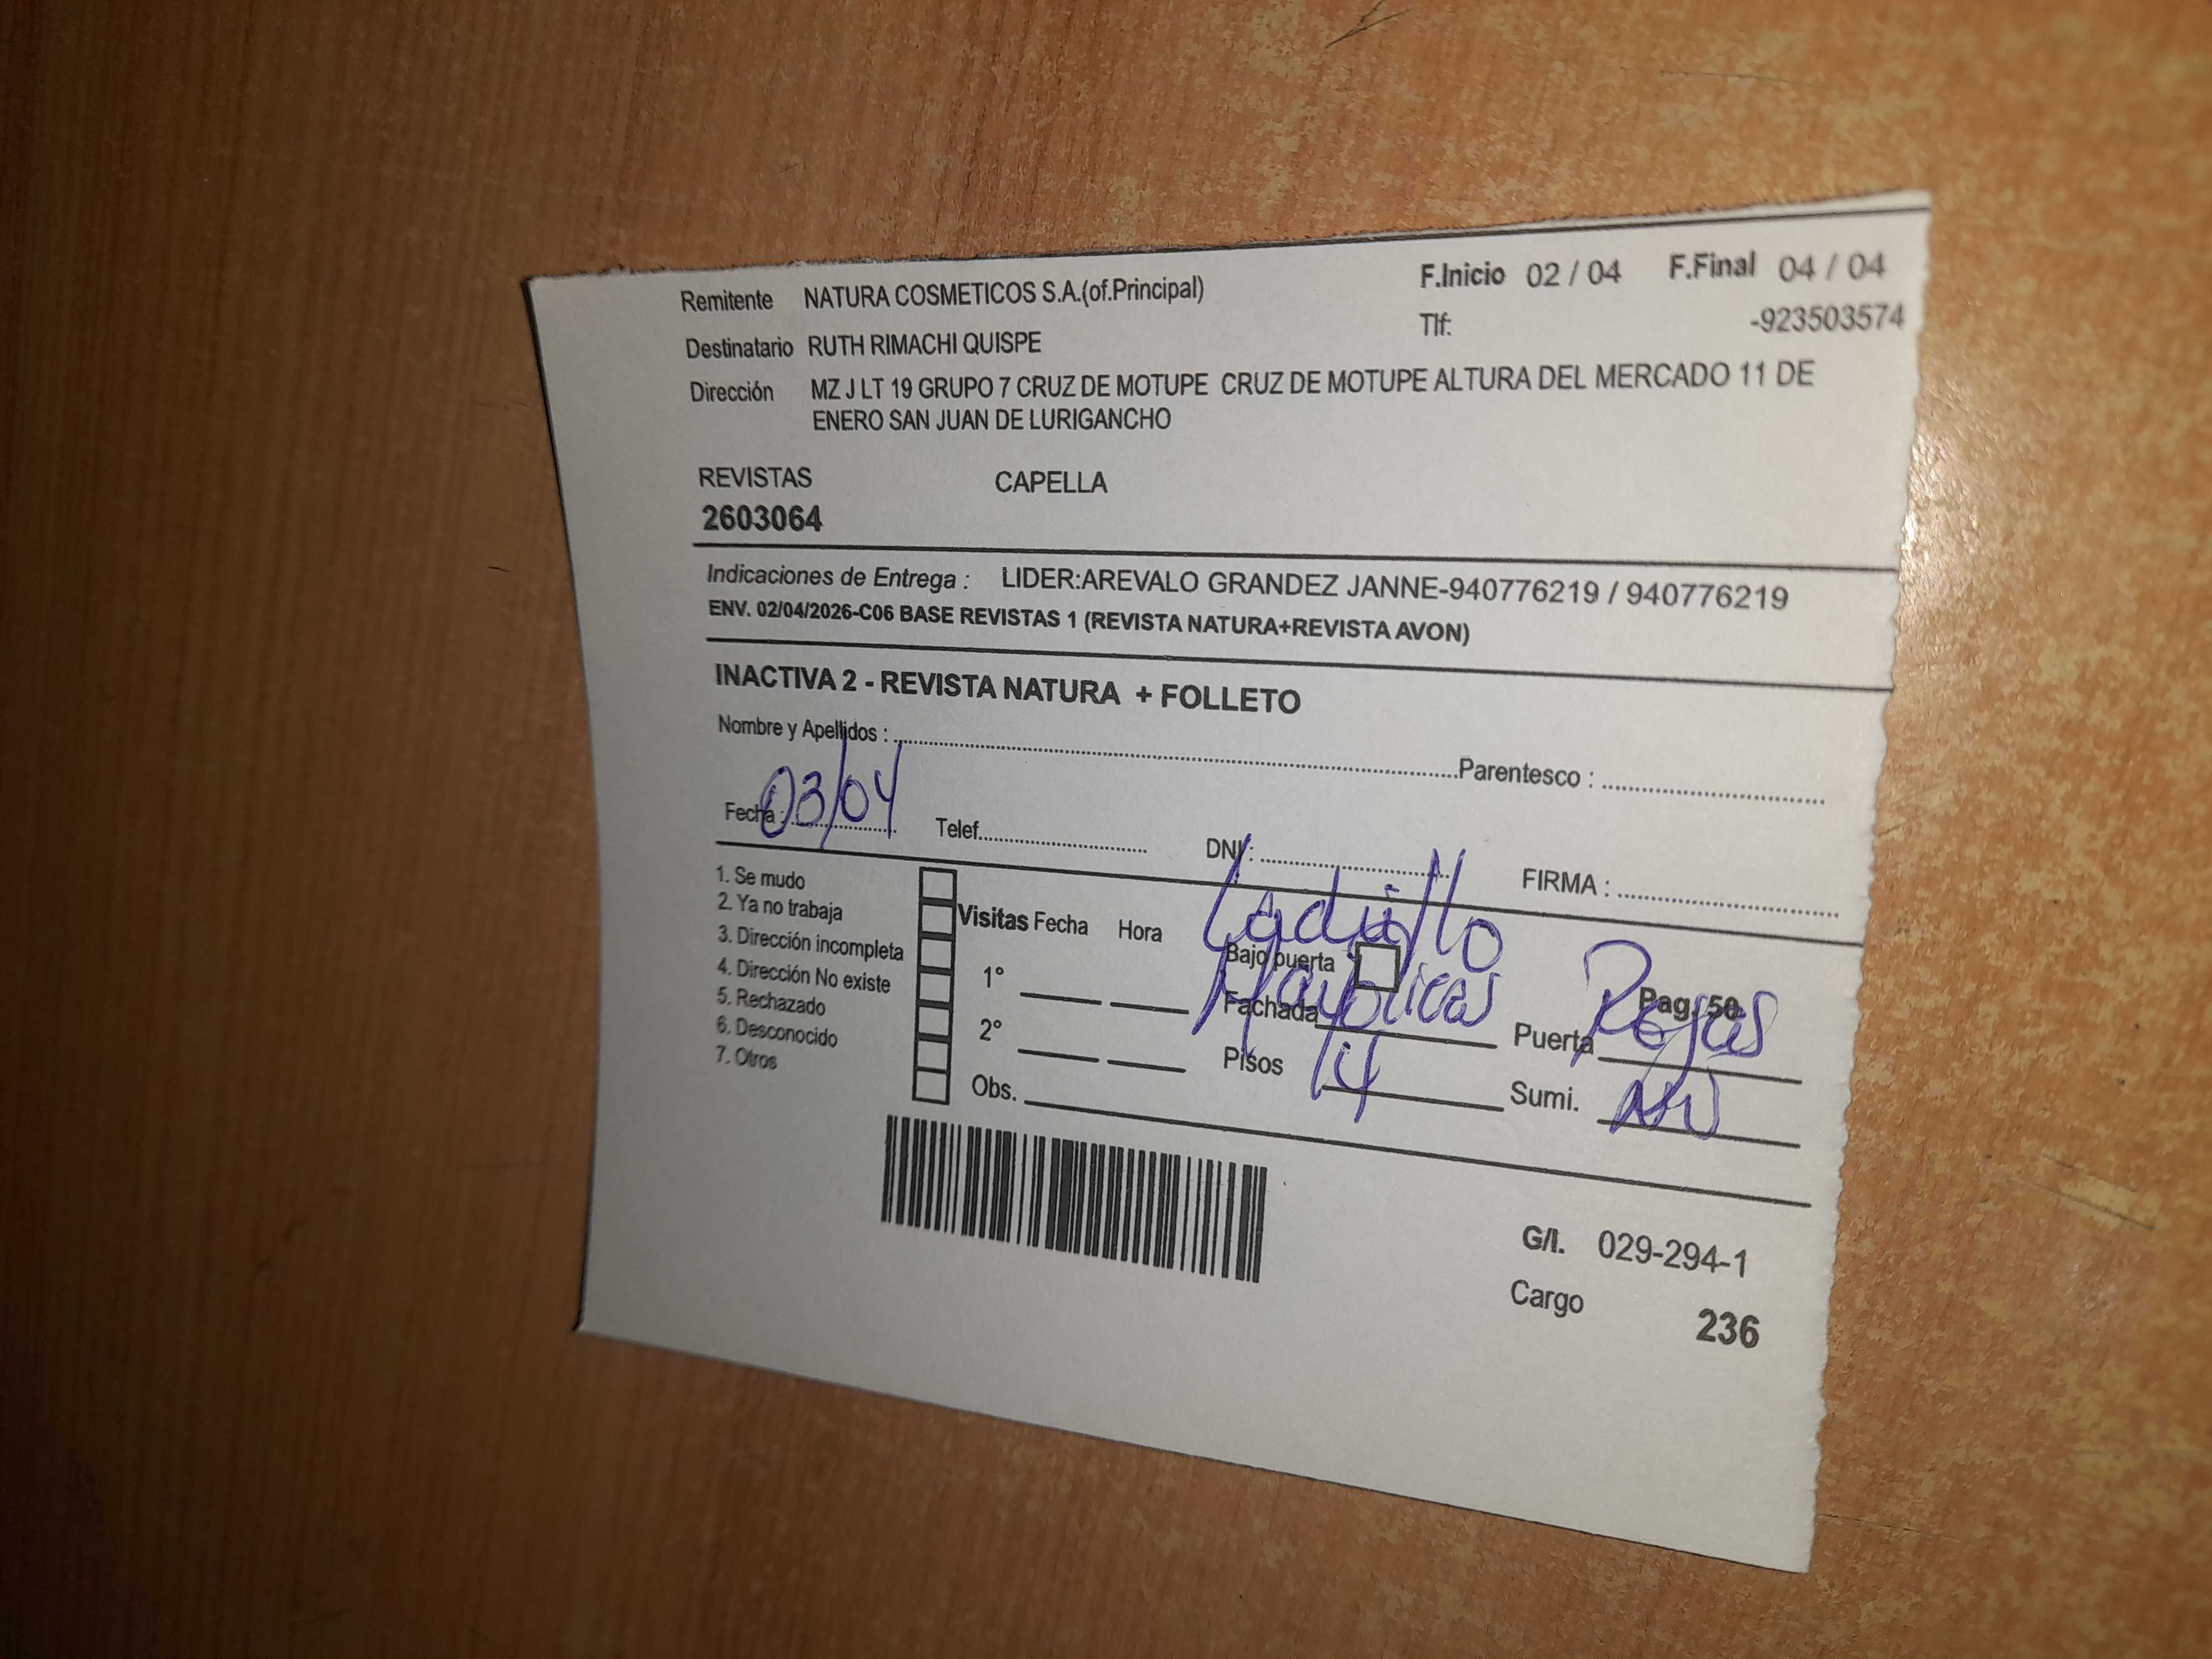 Remitente NATURA COSMETICOS S.A.(of.Principal) F.Inicio 02 / 04 F.Final 04 / 04
Destinatario RUTH RIMACHI QUISPE Tlf: -923503574
Dirección MZ J LT 19 GRUPO 7 CRUZ DE MOTUPE CRUZ DE MOTUPE ALTURA DEL MERCADO 11 DE
ENERO SAN JUAN DE LURIGANCHO
REVISTAS CAPELLA
2603064
Indicaciones de Entrega : LIDER:AREVALO GRANDEZ JANNE-940776219 / 940776219
ENV. 02/04/2026-C06 BASE REVISTAS 1 (REVISTA NATURA+REVISTA AVON)
INACTIVA 2 - REVISTA NATURA + FOLLETO
Nombre y Apellidos : Parentesco :
Fecha : 03/04 Telef. DNI : FIRMA :
1. Se mudo
2. Ya no trabaja
3. Dirección incompleta
4. Dirección No existe
5. Rechazado
6. Desconocido
7. Otros
Visitas Fecha Hora
1°
2°
Obs.
Ladrillo
Bajo puerta
Mayolicas
Fachada Puerta Rejas
Pag. 50
Pisos 4 Sumi.
G/I. 029-294-1
Cargo 236